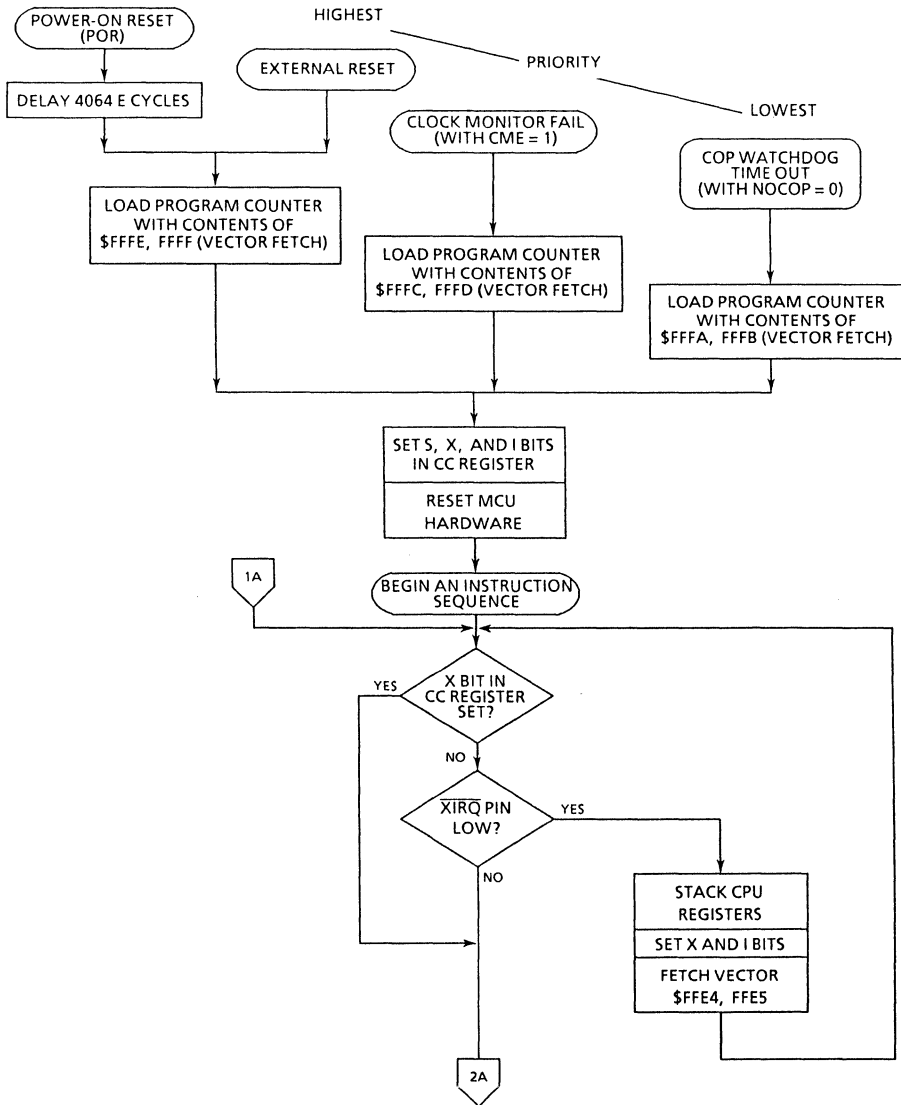 POWER-ON RESET
(POR)
HIGHEST
PRIORITY
LOWEST
DELAY 4064 E CYCLES
EXTERNAL RESET
CLOCK MONITOR FAIL
(WITH CME = 1)
COP WATCHDOG
TIME OUT
(WITH NOCOP = 0)
LOAD PROGRAM COUNTER
WITH CONTENTS OF
$FFFE, FFFF (VECTOR FETCH)
LOAD PROGRAM COUNTER
WITH CONTENTS OF
$FFFC, FFFD (VECTOR FETCH)
LOAD PROGRAM COUNTER
WITH CONTENTS OF
$FFFA, FFFB (VECTOR FETCH)
SET S, X, AND I BITS
IN CC REGISTER
RESET MCU
HARDWARE
1A
BEGIN AN INSTRUCTION
SEQUENCE
YES
X BIT IN
CC REGISTER
SET?
NO
XIRQ PIN
LOW?
YES
NO
STACK CPU
REGISTERS
SET X AND I BITS
FETCH VECTOR
$FFE4, FFE5
2A